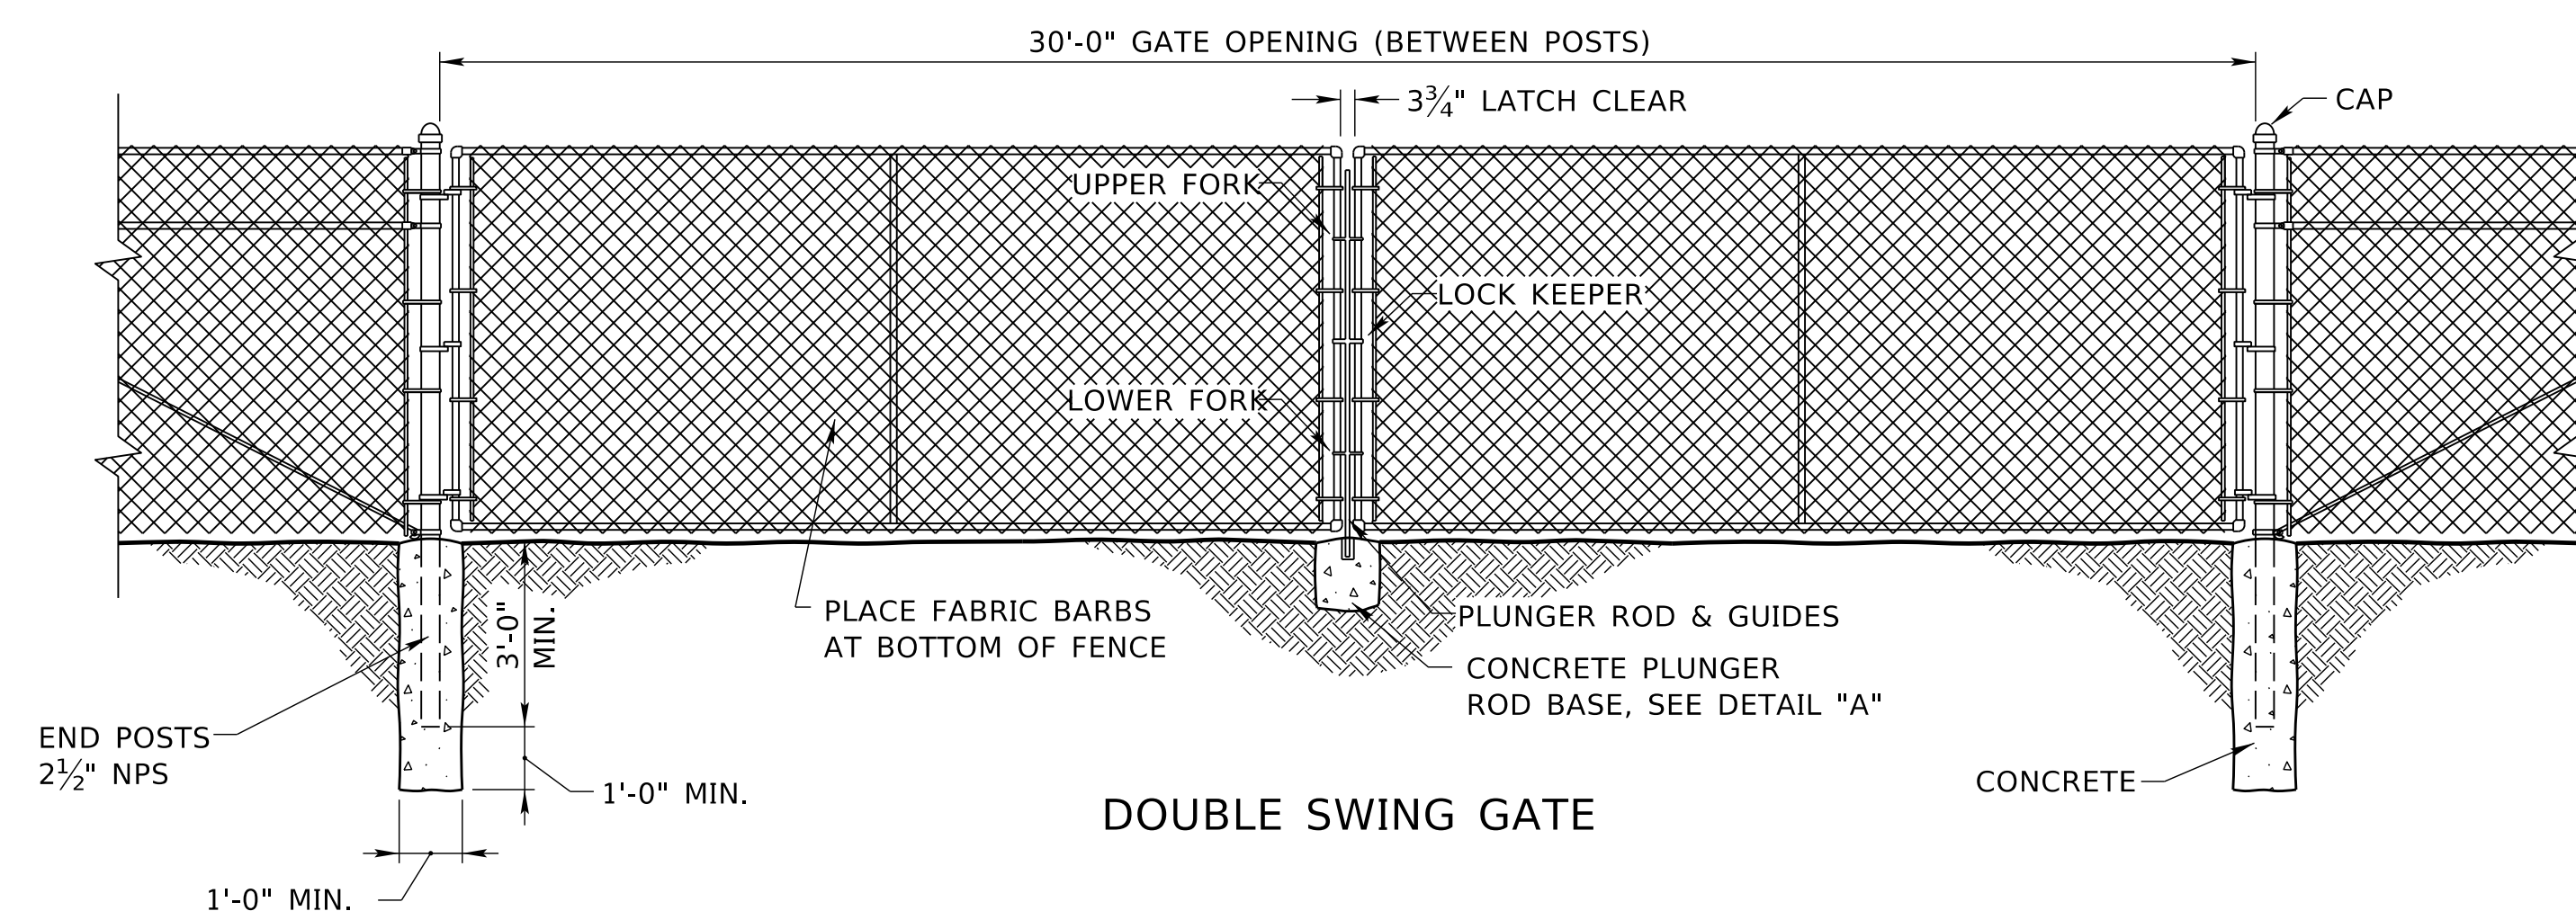 30'-0" GATE OPENING (BETWEEN POSTS)
3¾" LATCH CLEAR
CAP
UPPER FORK
LOCK KEEPER
LOWER FORK
PLACE FABRIC BARBS
AT BOTTOM OF FENCE
3'-0"
MIN.
PLUNGER ROD & GUIDES
CONCRETE PLUNGER
ROD BASE, SEE DETAIL "A"
END POSTS
2½" NPS
1'-0" MIN.
CONCRETE
DOUBLE SWING GATE
1'-0" MIN.